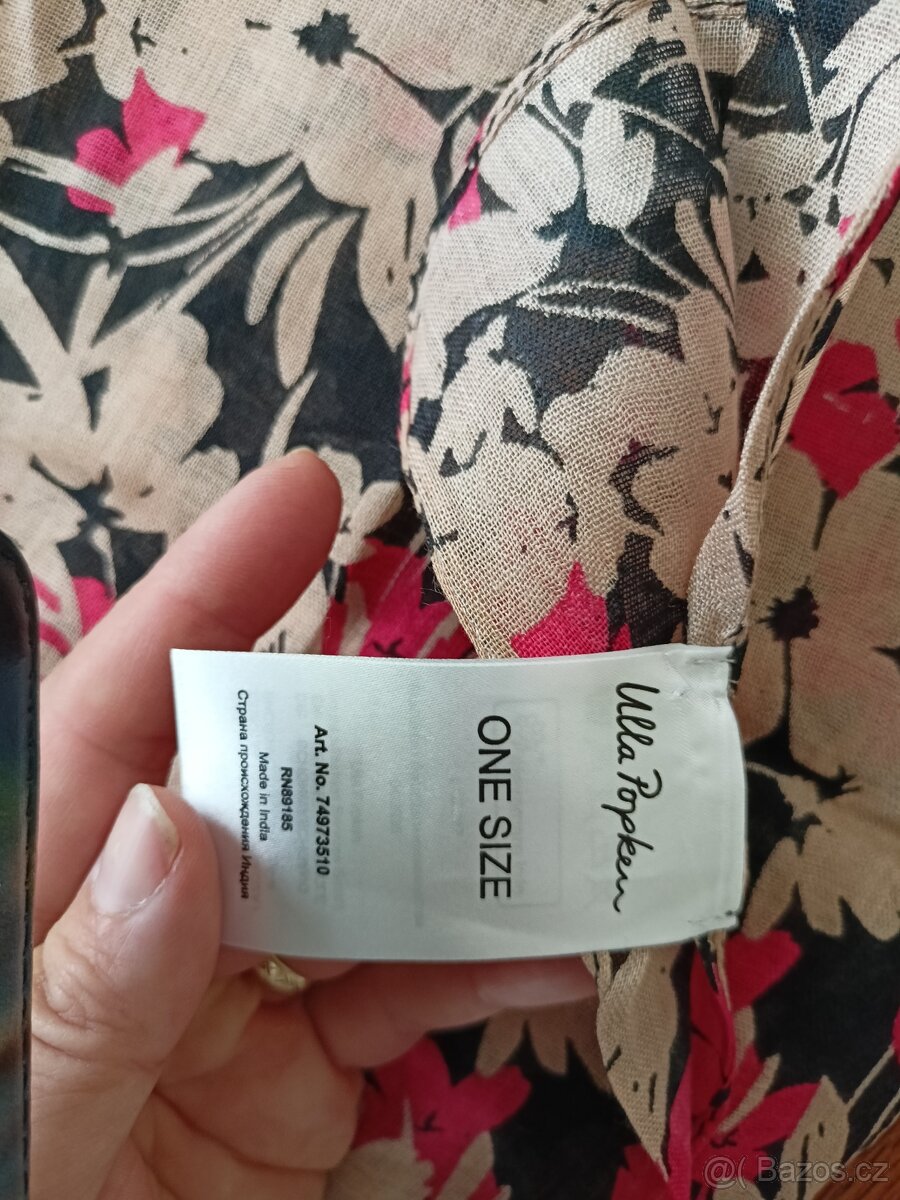 Ulla Popken
ONE SIZE
Art. No. 74973510
RN89185
Made in India
Страна происхождения Индия
@( Bazos.cz